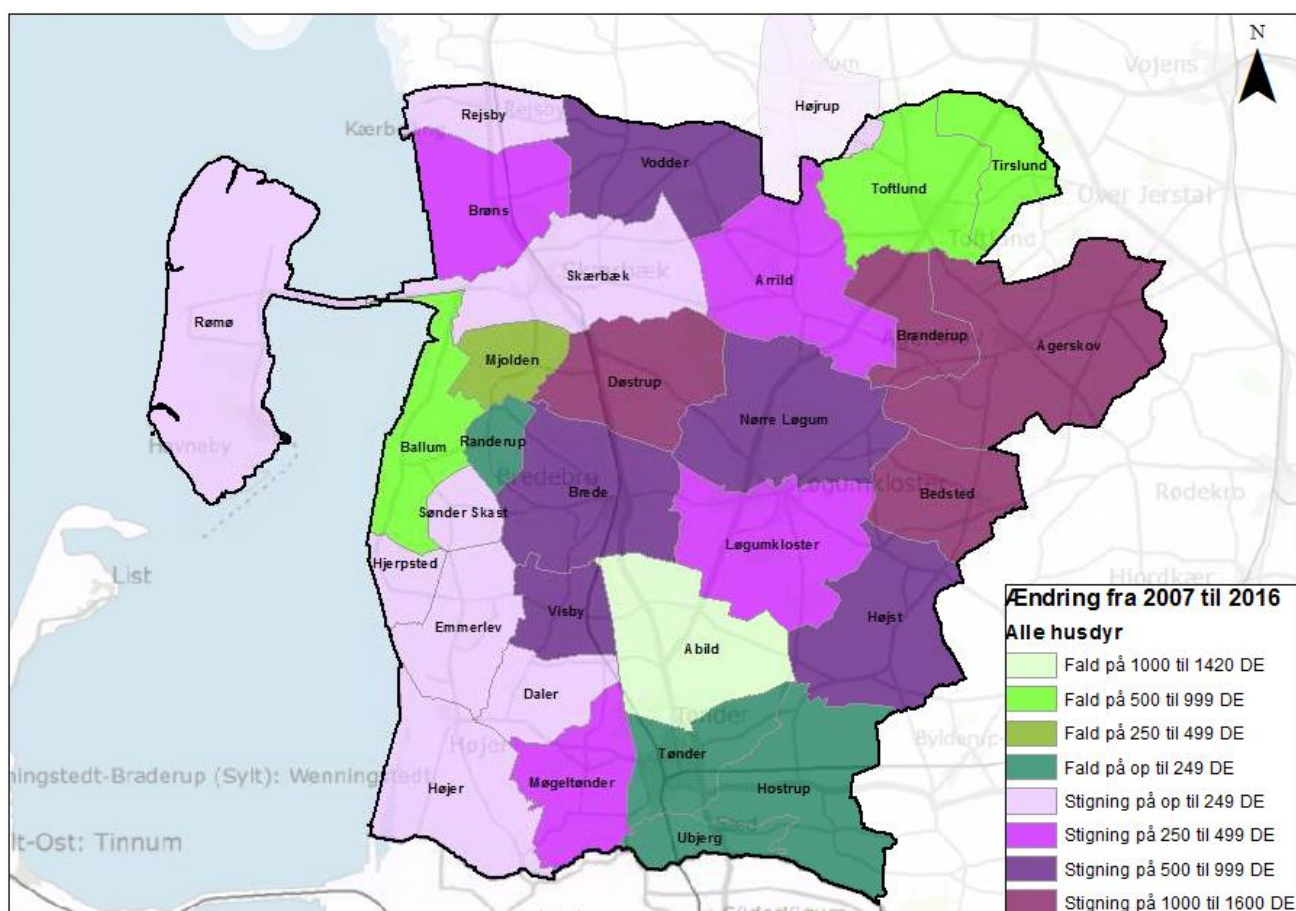 N
Vojens
Højrup
Rejsby
Rejsby
Vodder
Tirslund
Toftlund
Over Jerstal
Brøns
Toftlund
Skærbæk
Skærbæk
Arrild
Rømø
Branderup
Agerskov
Mjolden
Døstrup
Nørre Løgum
Havneby
Ballum
Randerup
Bredebro
Brede
Løgumkloster
Bedsted
Rødekro
Sønder Skast
Løgumkloster
Hjerpsted
List
Hjordkær
Visby
Højst
Emmerlev
Abild
Daler
Tønder
Højer
Tønder
Bylderup-
ningstedt-Braderup (Sylt): Wenningstedt
Højer
Møgeltønder
Hostrup
Ubjerg
lt-Ost: Tinnum
Ændring fra 2007 til 2016
Alle husdyr
Fald på 1000 til 1420 DE
Fald på 500 til 999 DE
Fald på 250 til 499 DE
Fald på op til 249 DE
Stigning på op til 249 DE
Stigning på 250 til 499 DE
Stigning på 500 til 999 DE
Stigning på 1000 til 1600 DE